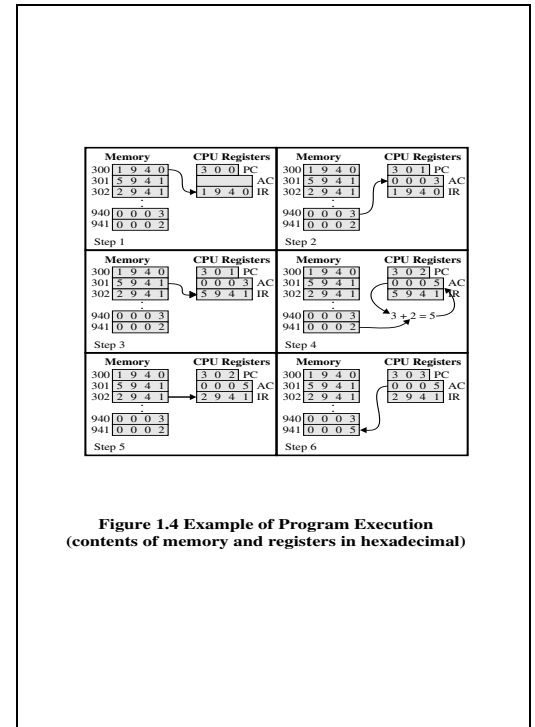 Memory CPU Registers
300 1 9 4 0 3 0 0 PC
301 5 9 4 1 AC
302 2 9 4 1 1 9 4 0 IR
940 0 0 0 3
941 0 0 0 2
Step 1
Memory CPU Registers
300 1 9 4 0 3 0 1 PC
301 5 9 4 1 0 0 0 3 AC
302 2 9 4 1 1 9 4 0 IR
940 0 0 0 3
941 0 0 0 2
Step 2
Memory CPU Registers
300 1 9 4 0 3 0 1 PC
301 5 9 4 1 0 0 0 3 AC
302 2 9 4 1 5 9 4 1 IR
940 0 0 0 3
941 0 0 0 2
Step 3
Memory CPU Registers
300 1 9 4 0 3 0 2 PC
301 5 9 4 1 0 0 0 5 AC
302 2 9 4 1 5 9 4 1 IR
940 0 0 0 3 3 + 2 = 5
941 0 0 0 2
Step 4
Memory CPU Registers
300 1 9 4 0 3 0 2 PC
301 5 9 4 1 0 0 0 5 AC
302 2 9 4 1 2 9 4 1 IR
940 0 0 0 3
941 0 0 0 2
Step 5
Memory CPU Registers
300 1 9 4 0 3 0 3 PC
301 5 9 4 1 0 0 0 5 AC
302 2 9 4 1 2 9 4 1 IR
940 0 0 0 3
941 0 0 0 5
Step 6
Figure 1.4 Example of Program Execution
(contents of memory and registers in hexadecimal)